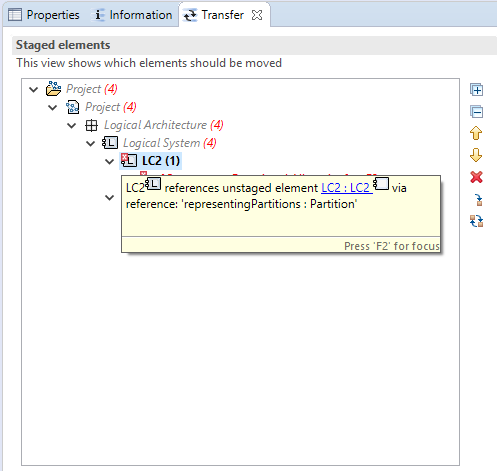 Properties Information Transfer
Staged elements
This view shows which elements should be moved
Project (4)
Project (4)
Logical Architecture (4)
Logical System (4)
LC2 (1)
LC2 references unstaged element LC2 : LC2 via
reference: 'representingPartitions : Partition'
Press 'F2' for focus